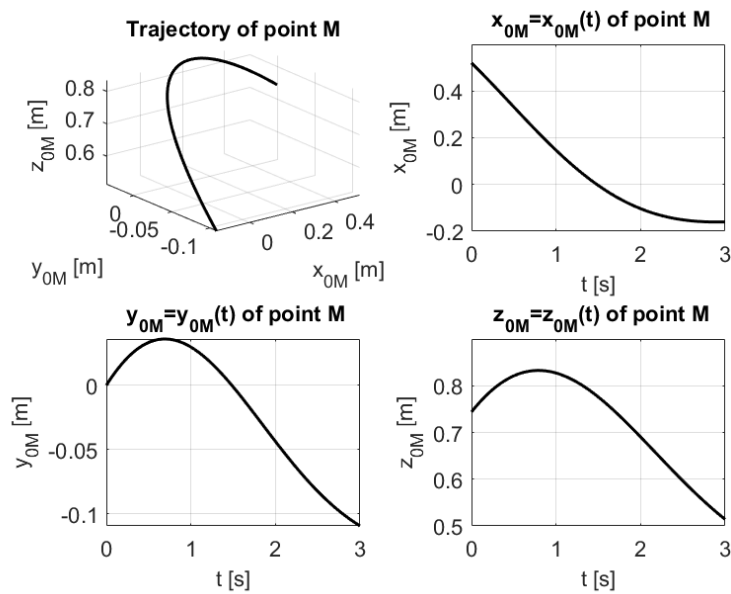 Trajectory of point M
0.8
0.7
0.6
z0M [m]
0
-0.05
-0.1
y0M [m]
0
0.2
0.4
x0M [m]
x0M=x0M(t) of point M
0.4
0.2
0
-0.2
x0M [m]
0 1 2 3
t [s]
y0M=y0M(t) of point M
0
-0.05
-0.1
y0M [m]
0 1 2 3
t [s]
z0M=z0M(t) of point M
0.8
0.7
0.6
0.5
z0M [m]
0 1 2 3
t [s]